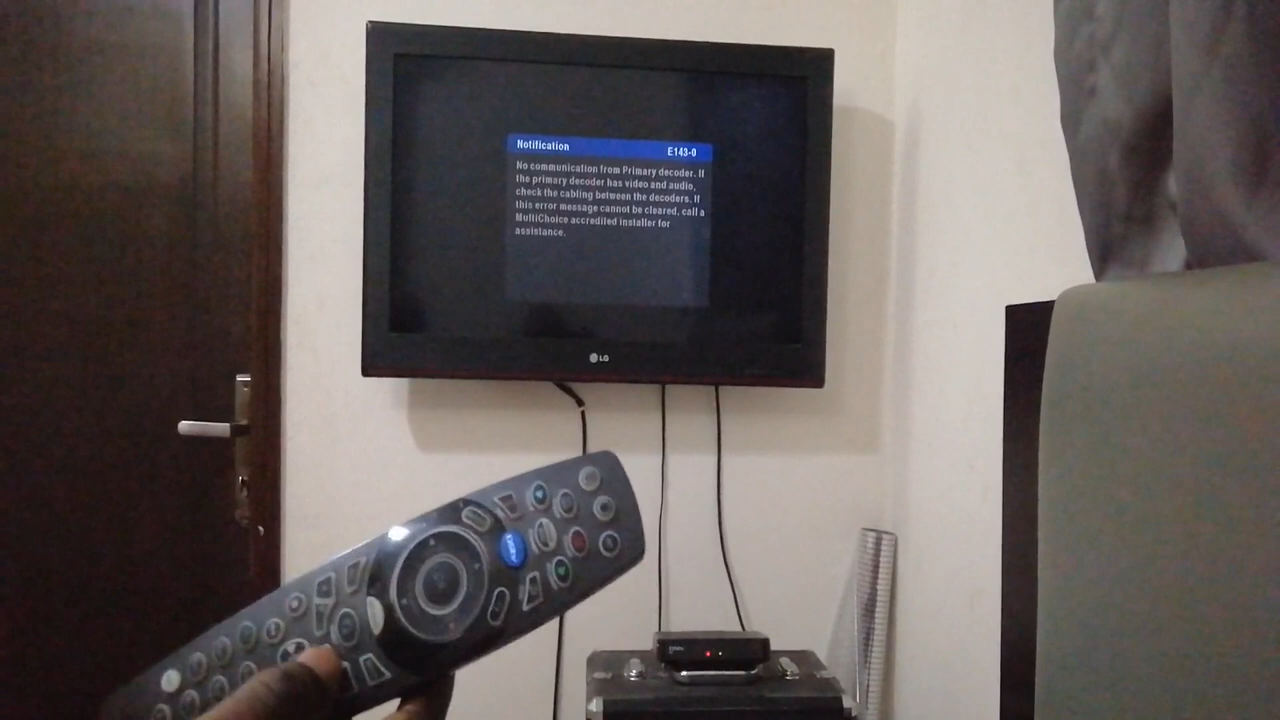 Notification E143-0
No communication from Primary decoder. If
the primary decoder has video and audio,
check the cabling between the decoders. If
this error message cannot be cleared, call a
MultiChoice accredited installer for
assistance.
LG